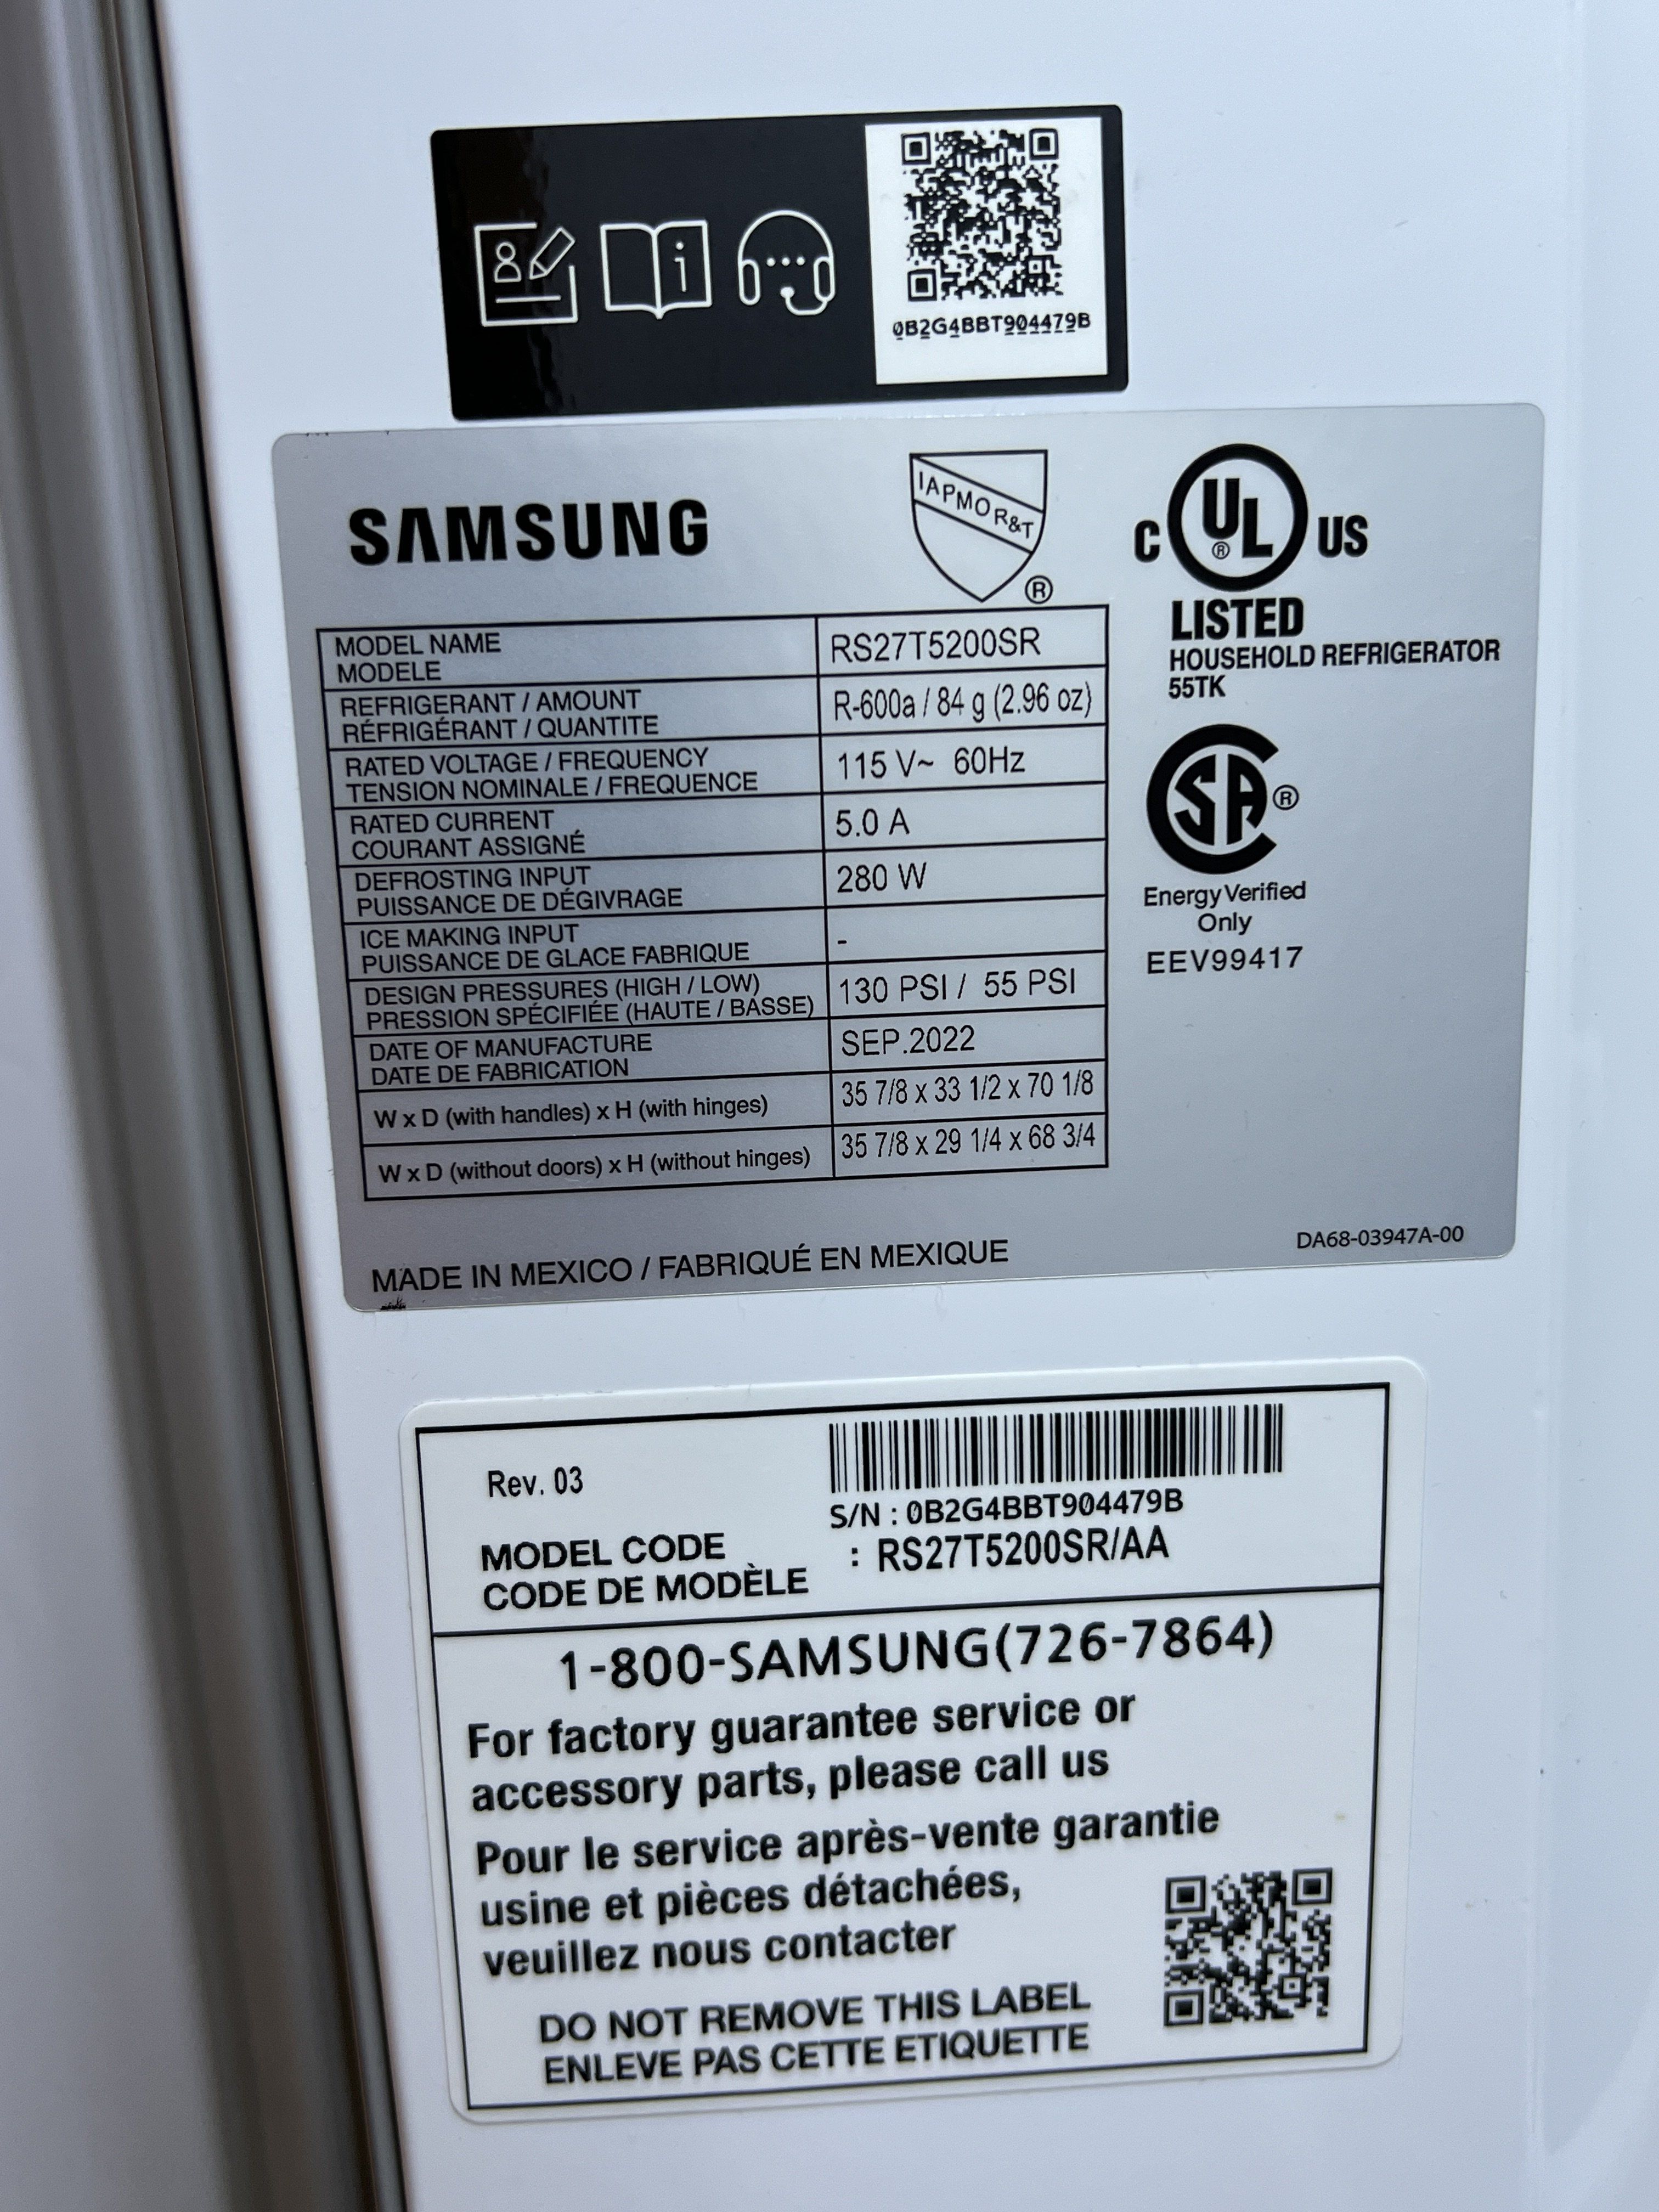 0B2G4BBT904479B
SAMSUNG
IAPMO R&T
®
C UL ® US
LISTED
HOUSEHOLD REFRIGERATOR
55TK
SA ®
Energy Verified
Only
EEV99417
MODEL NAME
MODELE
RS27T5200SR
REFRIGERANT / AMOUNT
RÉFRIGÉRANT / QUANTITE
R-600a / 84 g (2.96 oz)
RATED VOLTAGE / FREQUENCY
TENSION NOMINALE / FREQUENCE
115 V~ 60Hz
RATED CURRENT
COURANT ASSIGNÉ
5.0 A
DEFROSTING INPUT
PUISSANCE DE DÉGIVRAGE
280 W
ICE MAKING INPUT
PUISSANCE DE GLACE FABRIQUE
-
DESIGN PRESSURES (HIGH / LOW)
PRESSION SPÉCIFIÉE (HAUTE / BASSE)
130 PSI / 55 PSI
DATE OF MANUFACTURE
DATE DE FABRICATION
SEP.2022
W x D (with handles) x H (with hinges)
35 7/8 x 33 1/2 x 70 1/8
W x D (without doors) x H (without hinges)
35 7/8 x 29 1/4 x 68 3/4
MADE IN MEXICO / FABRIQUÉ EN MEXIQUE
DA68-03947A-00
Rev. 03
S/N : 0B2G4BBT904479B
MODEL CODE
CODE DE MODÈLE
: RS27T5200SR/AA
1-800-SAMSUNG(726-7864)
For factory guarantee service or
accessory parts, please call us
Pour le service après-vente garantie
usine et pièces détachées,
veuillez nous contacter
DO NOT REMOVE THIS LABEL
ENLEVE PAS CETTE ETIQUETTE